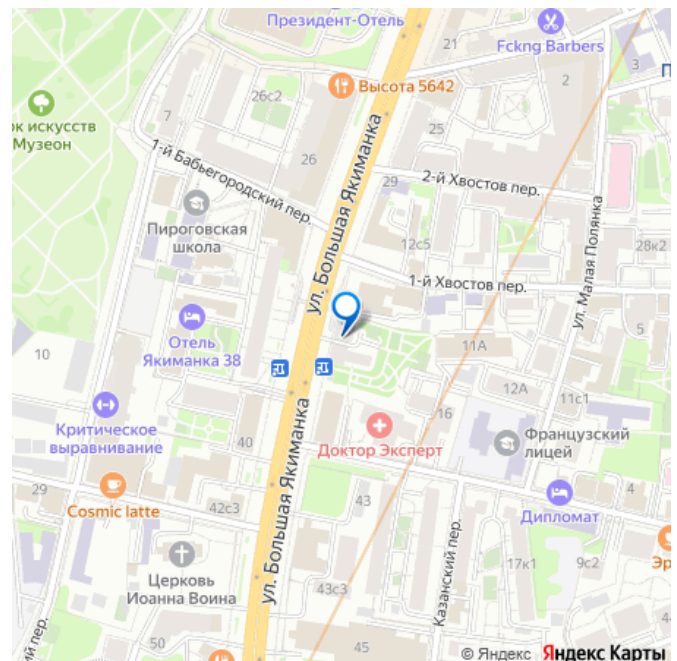 Президент-Отель
21
Fckng Barbers
3
26с2
Высота 5642
2
ок искусств
Музеон
7
1-й Бабьегородский пер.
26
25
ул. Большая Якиманка
29
2-й Хвостов пер.
Пироговская
школа
12с5
28к2
1-й Хвостов пер.
ул. Малая Полянка
Отель
Якиманка 38
10
11А
5
12А
11с1
16
Критическое
выравнивание
40
ул. Большая Якиманка
Доктор Эксперт
Французский
лицей
29
Cosmic latte
42с3
43
4
Дипломат
Казанский пер.
Церковь
Иоанна Воина
17к1
9с2
Эр
43с3
пер.
50
45
© Яндекс Яндекс Карты